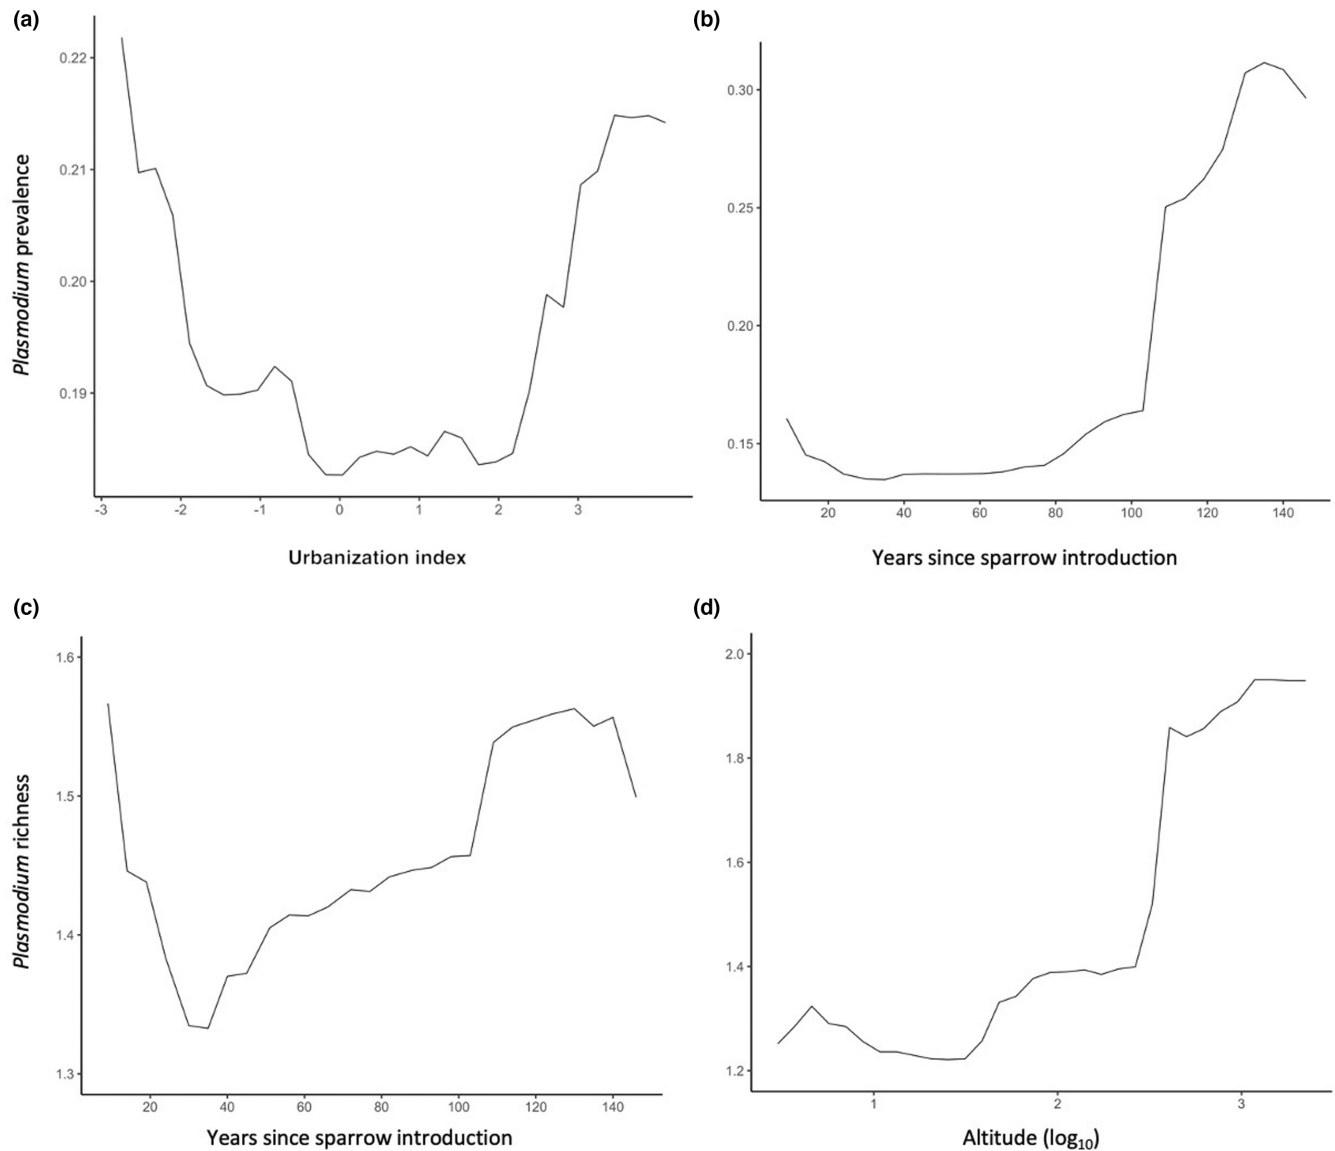 (a)
0.22
0.21
0.20
0.19
Plasmodium prevalence
-3 -2 -1 0 1 2 3
Urbanization index
(b)
0.30
0.25
0.20
0.15
20 40 60 80 100 120 140
Years since sparrow introduction
(c)
1.6
1.5
1.4
1.3
Plasmodium richness
20 40 60 80 100 120 140
Years since sparrow introduction
(d)
2.0
1.8
1.6
1.4
1.2
1 2 3
Altitude (log₁₀)